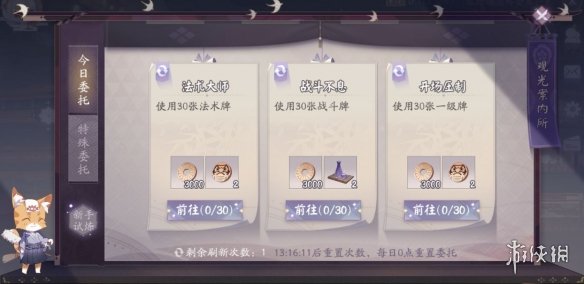 今日委托
特殊委托
新手试炼
观光案内所
法术大师
使用30张法术牌
3000
2
前往(0/30)
战斗不息
使用30张战斗牌
3000
2
前往(0/30)
开场压制
使用30张一级牌
3000
2
前往(0/30)
剩余刷新次数：1
13:16:11后重置次数，每日0点重置委托
游侠网